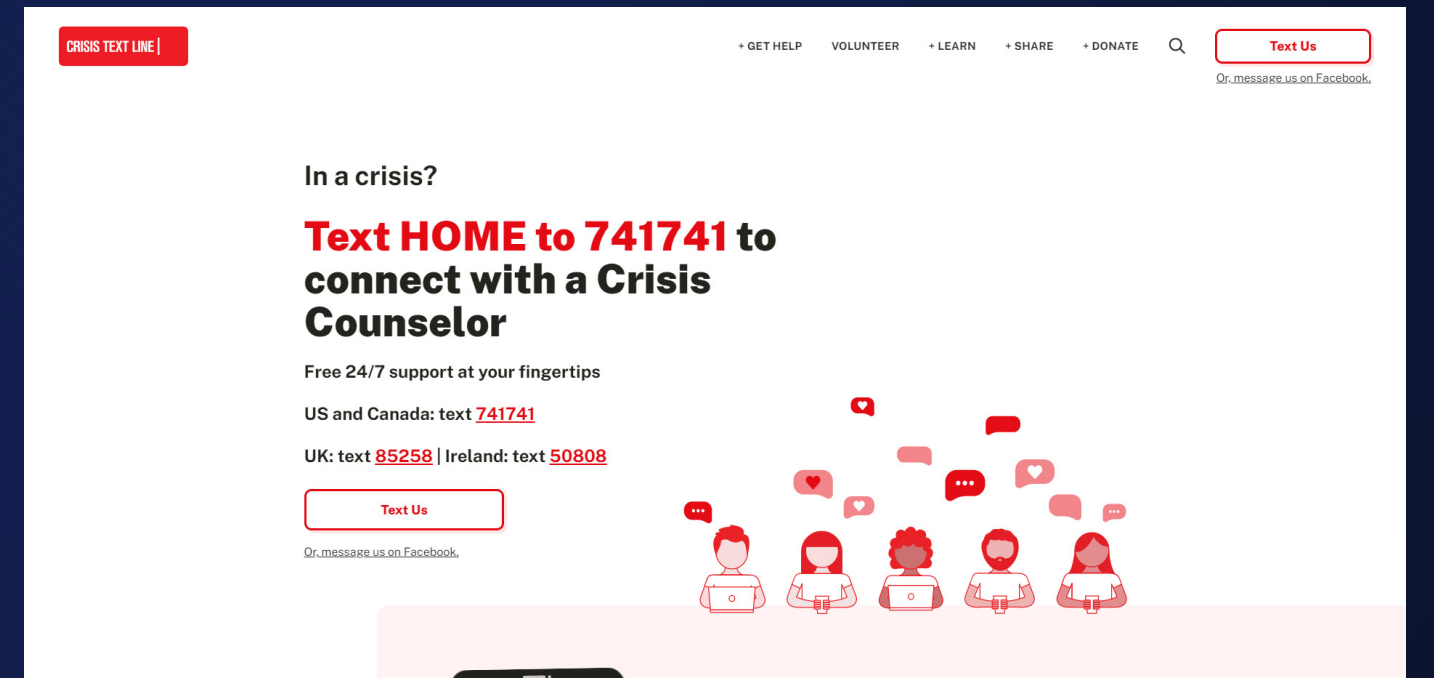 CRISIS TEXT LINE|
+ GET HELP VOLUNTEER + LEARN + SHARE + DONATE Text Us
Or, message us on Facebook.
In a crisis?
Text HOME to 741741 to
connect with a Crisis
Counselor
Free 24/7 support at your fingertips
US and Canada: text 741741
UK: text 85258 | Ireland: text 50808
Text Us
Or, message us on Facebook.